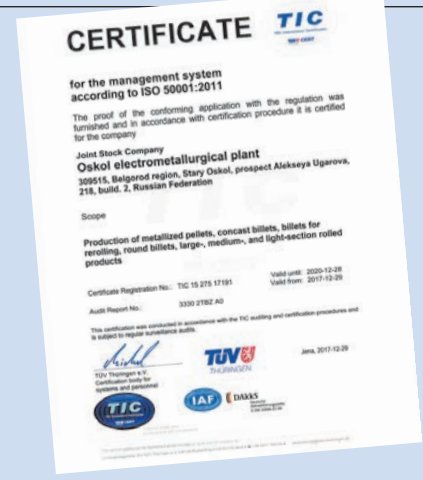 CERTIFICATE
TIC
TÜV CERT
for the management system
according to ISO 50001:2011
The proof of the conforming application with the regulation was
furnished and in accordance with certification procedure it is certified
for the company
Joint Stock Company
Oskol electrometallurgical plant
309515, Belgorod region, Stary Oskol, prospect Alekseya Ugarova,
218, build. 2, Russian Federation
Scope
Production of metallized pellets, concast billets, billets for
rerolling, round billets, large-, medium-, and light-section rolled
products
Certificate Registration No.: TIC 15 275 17191
Valid until: 2020-12-28
Valid from: 2017-12-29
Audit Report No.: 3330 2TBZ A0
This certification was conducted in accordance with the TIC auditing and certification procedures and
is subject to regular surveillance audits.
TÜV Thüringen e.V.
Certification body for
systems and personnel
TÜV
THÜRINGEN
Jena, 2017-12-29
TIC
IAF
DAkkS